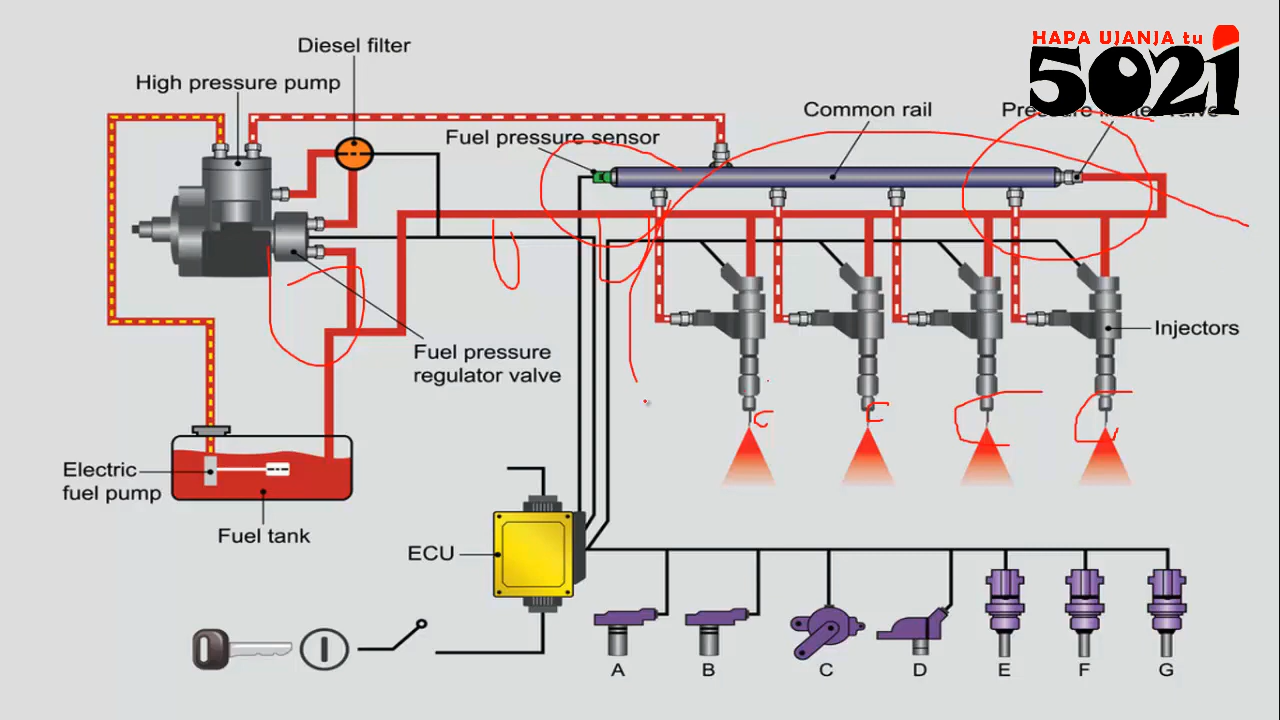 HAPA UJANJA tu
5021
Diesel filter
High pressure pump
Fuel pressure sensor
Common rail
Injectors
Fuel pressure
regulator valve
Electric
fuel pump
Fuel tank
ECU
A
B
C
D
E
F
G